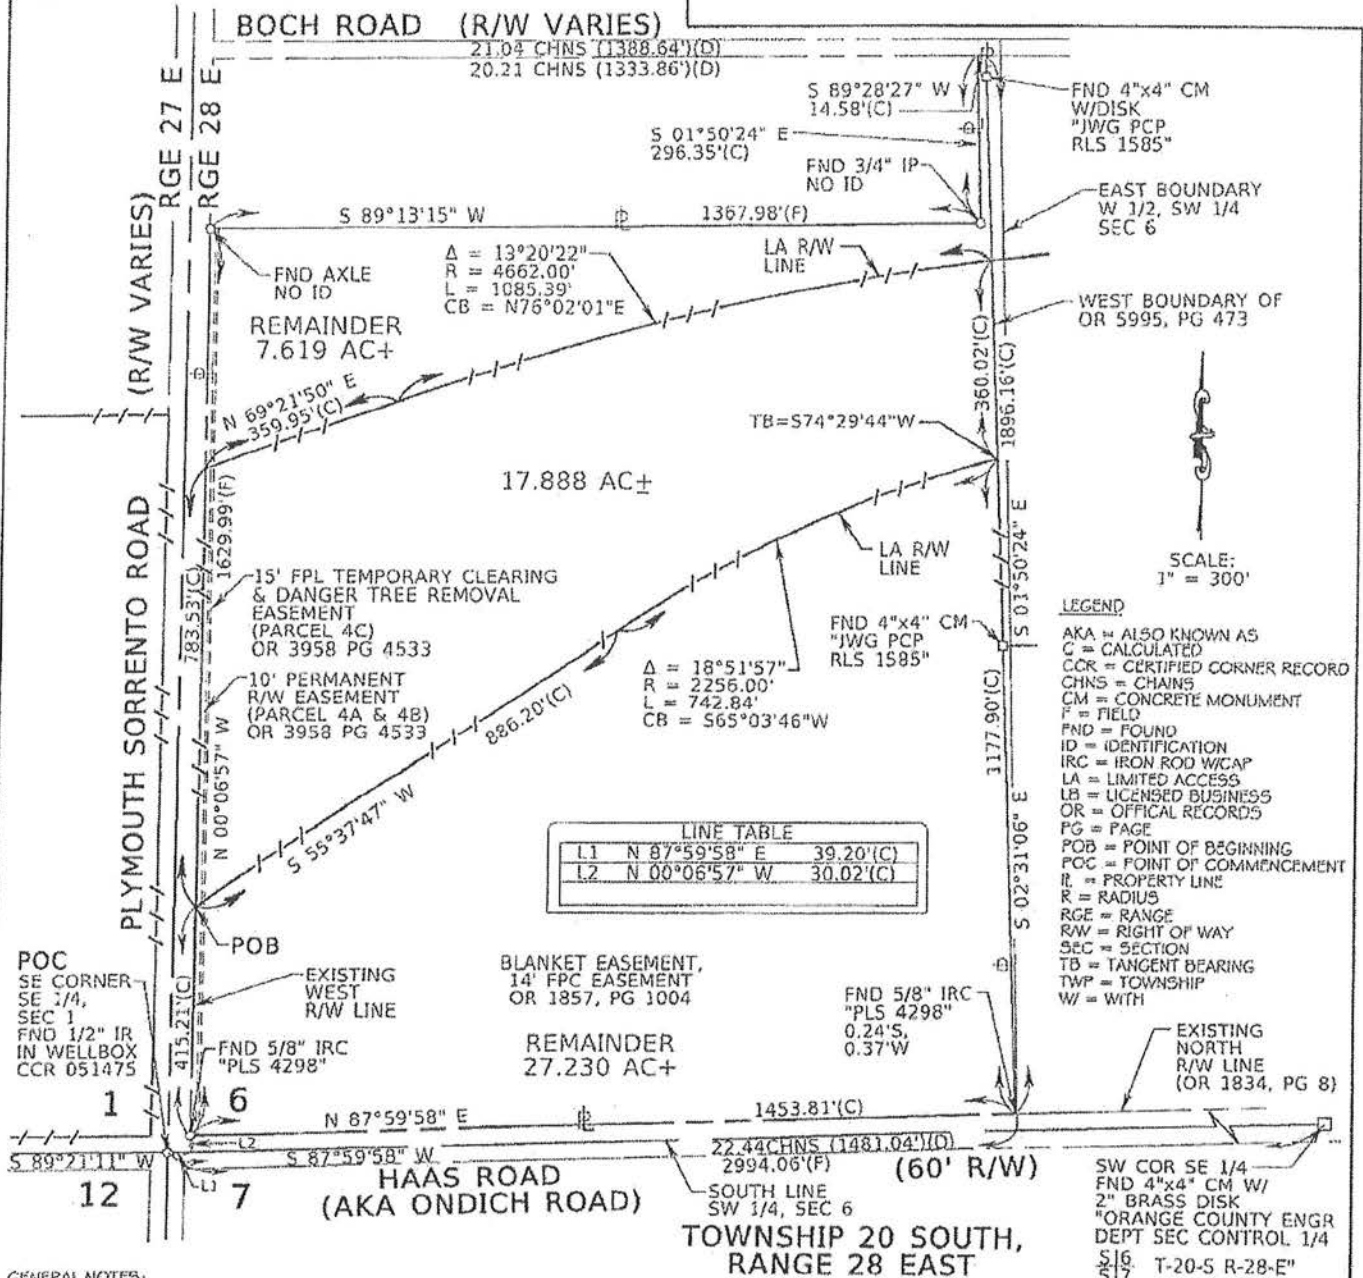 BOCH ROAD (R/W VARIES)
21.04 CHNS (1388.64')(D)
20.21 CHNS (1333.86')(D)
RGE 27 E
RGE 28 E
S 89°28'27" W
14.58'(C)
FND 4"x4" CM
W/DISK
"JWG PCP
RLS 1585"
S 01°50'24" E
296.35'(C)
FND 3/4" IP
NO ID
EAST BOUNDARY
W 1/2, SW 1/4
SEC 6
S 89°13'15" W
1367.98'(F)
FND AXLE
NO ID
Δ = 13°20'22"
R = 4662.00'
L = 1085.39'
CB = N76°02'01"E
LA R/W
LINE
WEST BOUNDARY OF
OR 5995, PG 473
REMAINDER
7.619 AC+
PLYMOUTH SORRENTO ROAD (R/W VARIES)
N 69°21'50" E
359.95'(C)
360.02'(C)
1896.16'(C)
TB=S74°29'44"W
17.888 AC±
1629.99'(F)
SCALE:
1" = 300'
LA R/W
LINE
S 01°50'24" E
15' FPL TEMPORARY CLEARING
& DANGER TREE REMOVAL
EASEMENT
(PARCEL 4C)
OR 3958 PG 4533
783.53'(C)
FND 4"x4" CM
"JWG PCP
RLS 1585"
10' PERMANENT
R/W EASEMENT
(PARCEL 4A & 4B)
OR 3958 PG 4533
Δ = 18°51'57"
R = 2256.00'
L = 742.84'
CB = S65°03'46"W
886.20'(C)
S 55°37'47" W
N 00°06'57" W
1177.90'(C)
S 02°31'06" E
LEGEND
AKA = ALSO KNOWN AS
C = CALCULATED
CCR = CERTIFIED CORNER RECORD
CHNS = CHAINS
CM = CONCRETE MONUMENT
F = FIELD
FND = FOUND
ID = IDENTIFICATION
IRC = IRON ROD W/CAP
LA = LIMITED ACCESS
LB = LICENSED BUSINESS
OR = OFFICAL RECORDS
PG = PAGE
POB = POINT OF BEGINNING
POC = POINT OF COMMENCEMENT
PL = PROPERTY LINE
R = RADIUS
RGE = RANGE
R/W = RIGHT OF WAY
SEC = SECTION
TB = TANGENT BEARING
TWP = TOWNSHIP
W/ = WITH
LINE TABLE
L1 N 87°59'58" E 39.20'(C)
L2 N 00°06'57" W 30.02'(C)
POB
POC
SE CORNER
SE 1/4,
SEC 1
FND 1/2" IR
IN WELLBOX
CCR 051475
415.21'(C)
EXISTING
WEST
R/W LINE
FND 5/8" IRC
"PLS 4298"
BLANKET EASEMENT,
14' FPC EASEMENT
OR 1857, PG 1004
REMAINDER
27.230 AC+
FND 5/8" IRC
"PLS 4298"
0.24'S,
0.37'W
EXISTING
NORTH
R/W LINE
(OR 1834, PG 8)
1
6
N 87°59'58" E
1453.81'(C)
L2
S 89°21'11" W
S 87°59'58" W
22.44CHNS (1481.04')(D)
2994.06'(F)
L1
12
7
HAAS ROAD
(AKA ONDICH ROAD)
(60' R/W)
SOUTH LINE
SW 1/4, SEC 6
SW COR SE 1/4
FND 4"x4" CM W/
2" BRASS DISK
"ORANGE COUNTY ENGR
DEPT SEC CONTROL 1/4
S|6
S|7 T-20-S R-28-E"
TOWNSHIP 20 SOUTH,
RANGE 28 EAST
GENERAL NOTES: